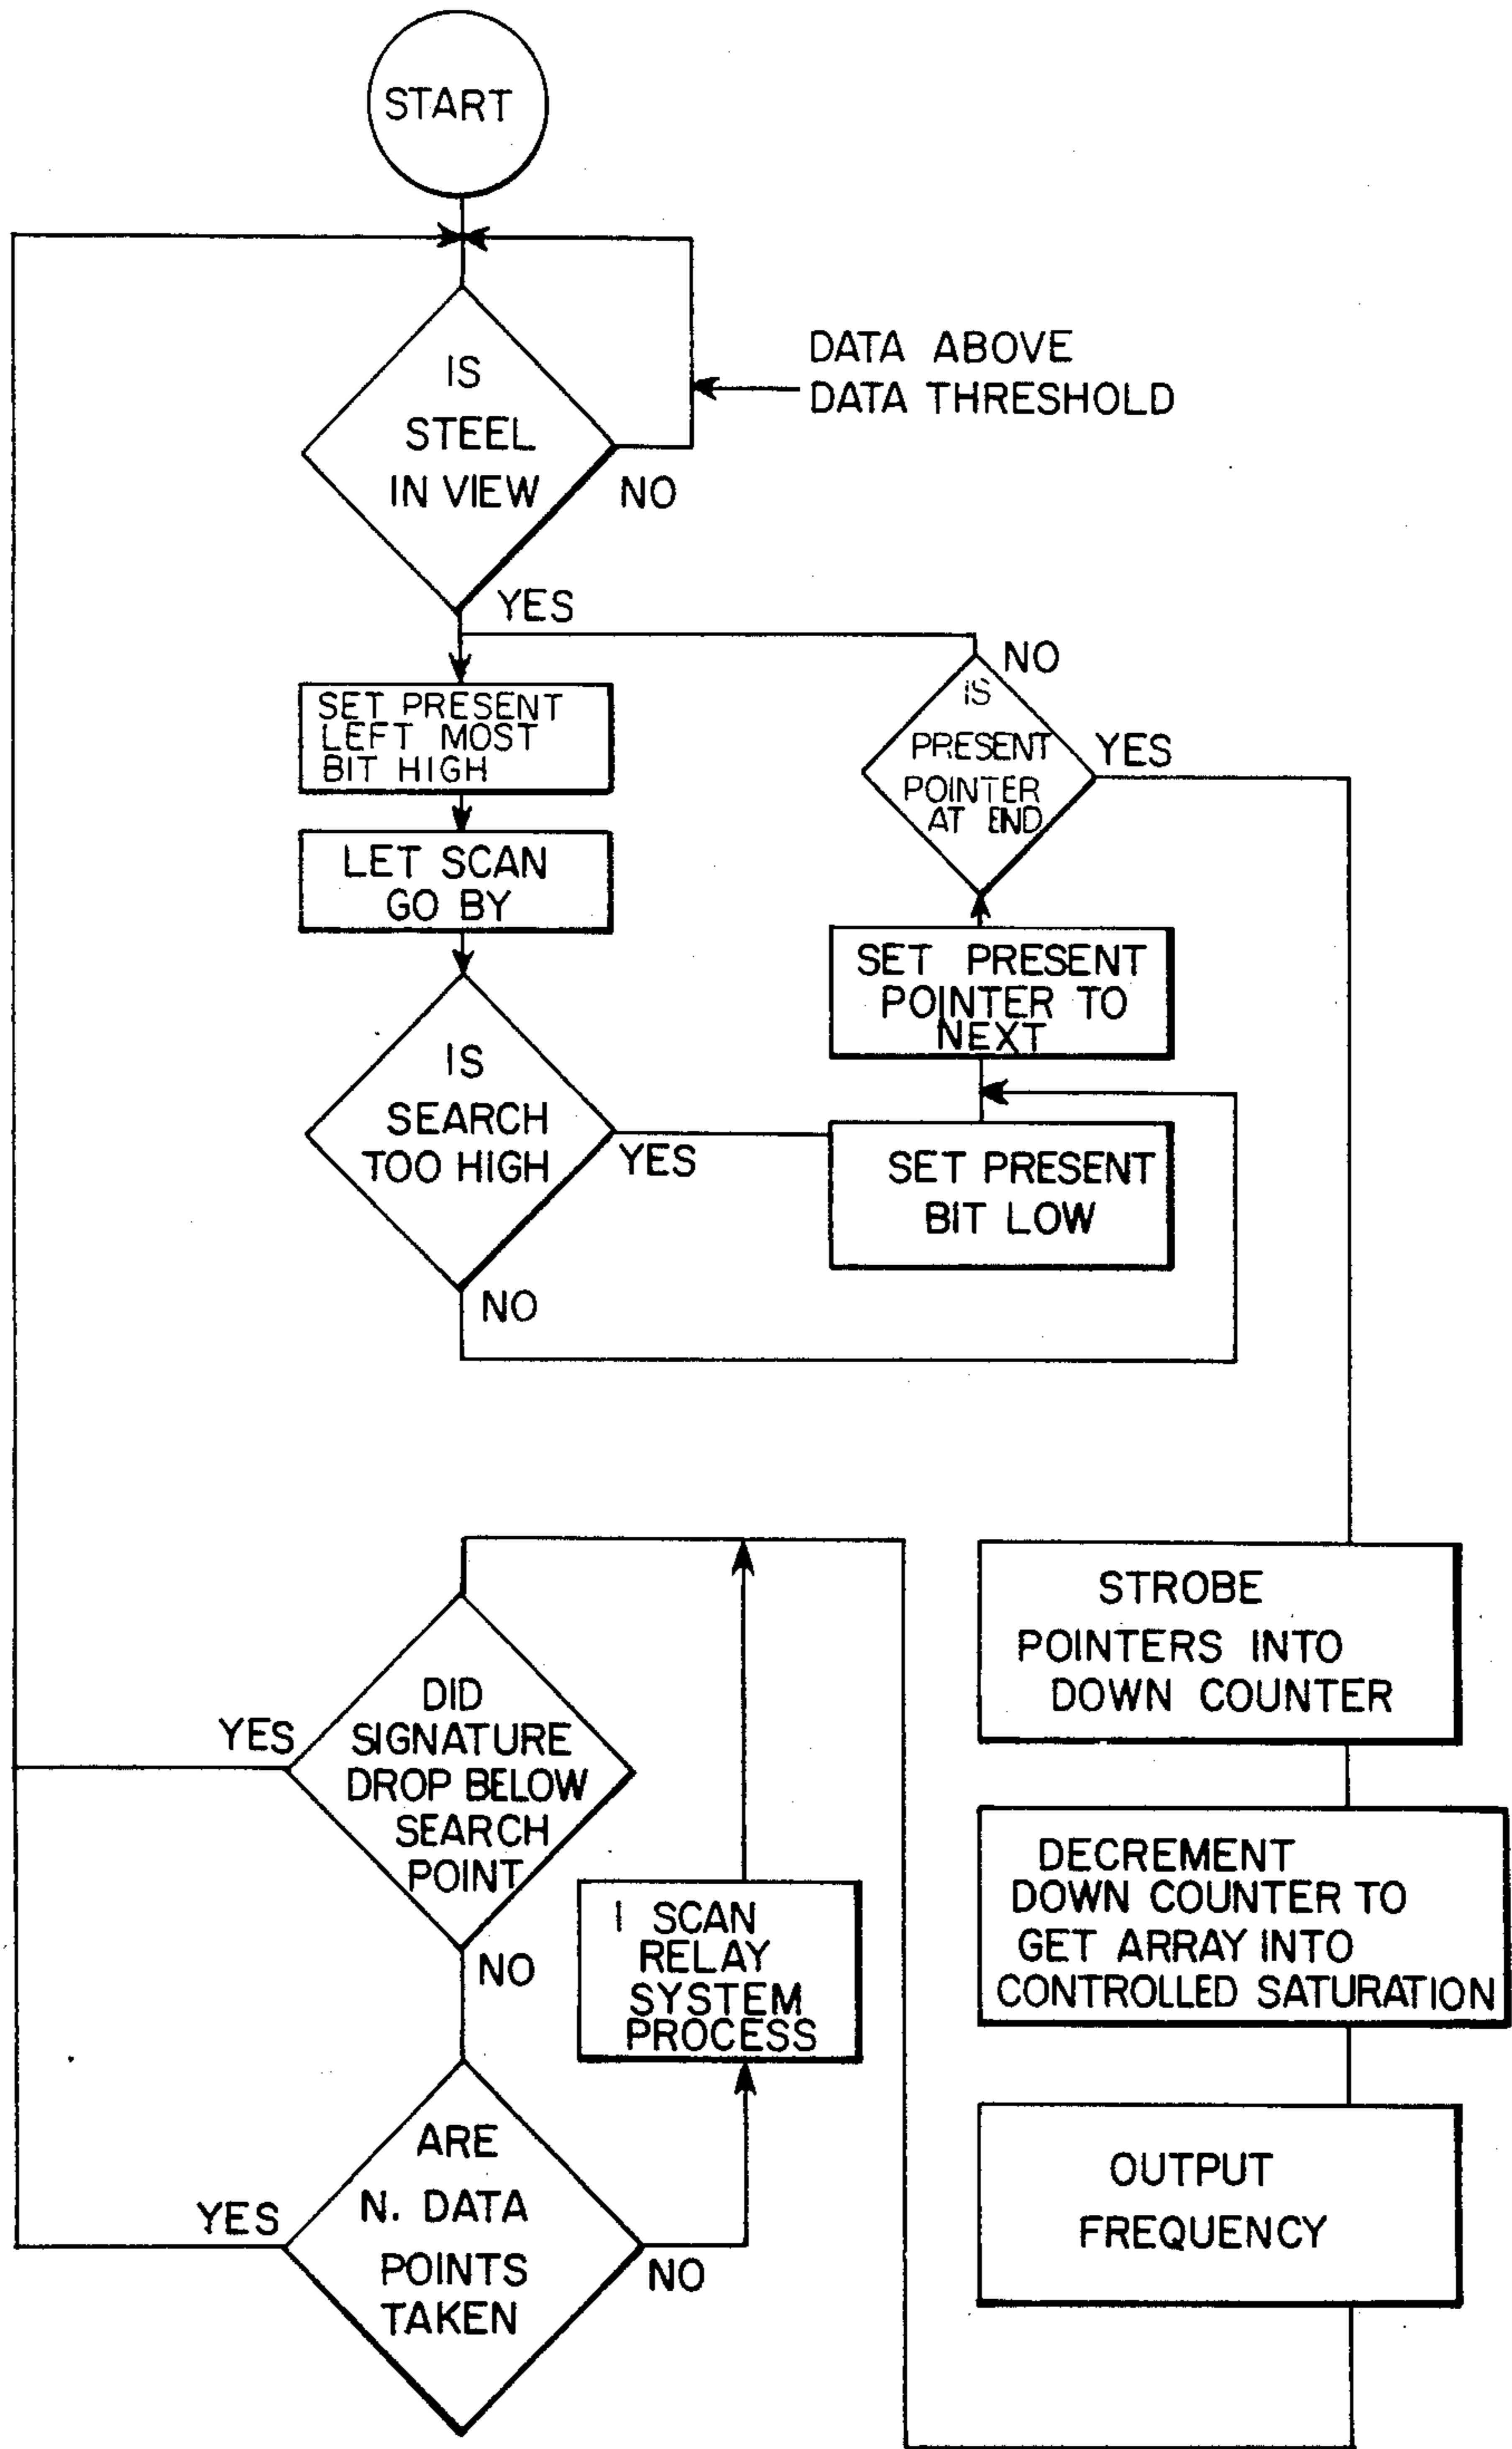 START
IS
STEEL
IN VIEW
NO
DATA ABOVE
DATA THRESHOLD
YES
SET PRESENT
LEFT MOST
BIT HIGH
LET SCAN
GO BY
IS
SEARCH
TOO HIGH
YES
NO
SET PRESENT
BIT LOW
SET PRESENT
POINTER TO
NEXT
IS
PRESENT
POINTER
AT END
NO
YES
STROBE
POINTERS INTO
DOWN COUNTER
DECREMENT
DOWN COUNTER TO
GET ARRAY INTO
CONTROLLED SATURATION
OUTPUT
FREQUENCY
DID
SIGNATURE
DROP BELOW
SEARCH
POINT
YES
NO
ARE
N. DATA
POINTS
TAKEN
YES
NO
I SCAN
RELAY
SYSTEM
PROCESS